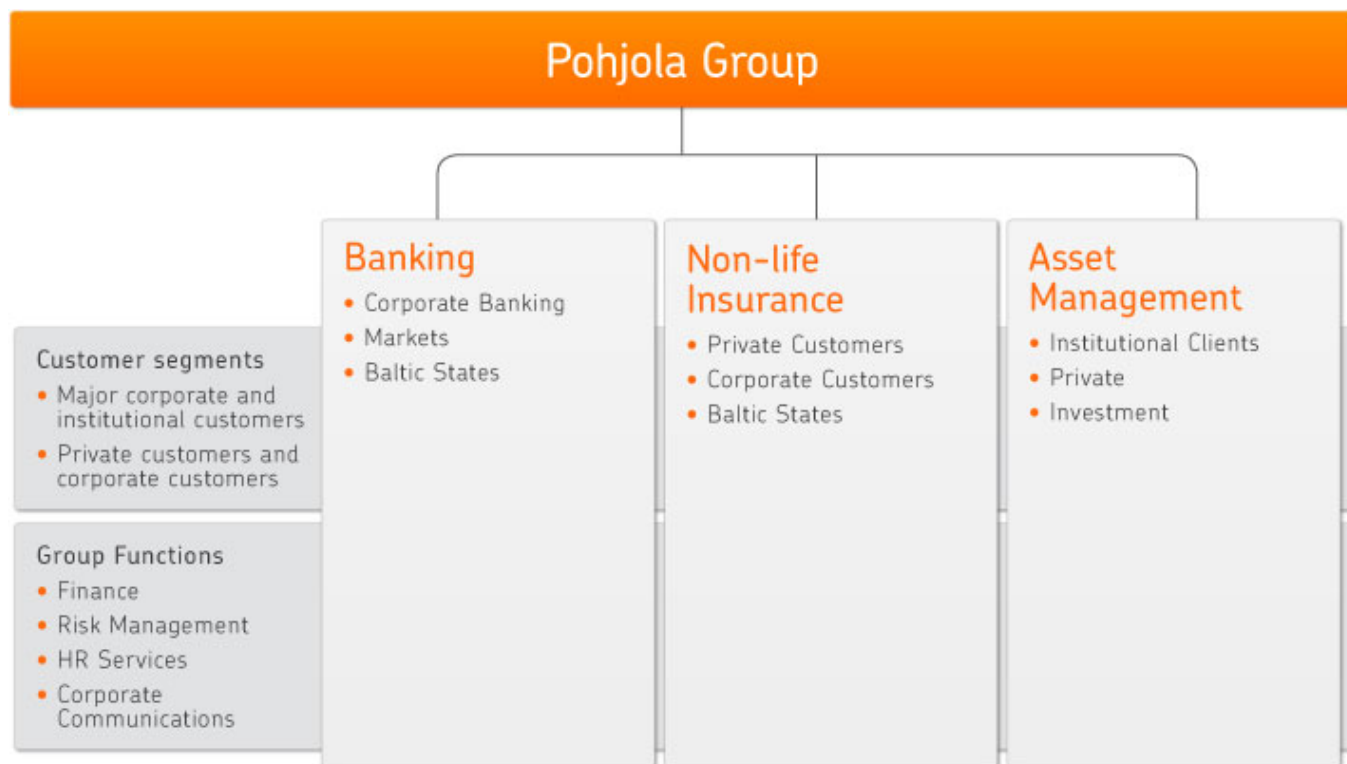 Pohjola Group
Banking
• Corporate Banking
• Markets
• Baltic States
Non-life
Insurance
• Private Customers
• Corporate Customers
• Baltic States
Asset
Management
• Institutional Clients
• Private
• Investment
Customer segments
• Major corporate and
institutional customers
• Private customers and
corporate customers
Group Functions
• Finance
• Risk Management
• HR Services
• Corporate
Communications